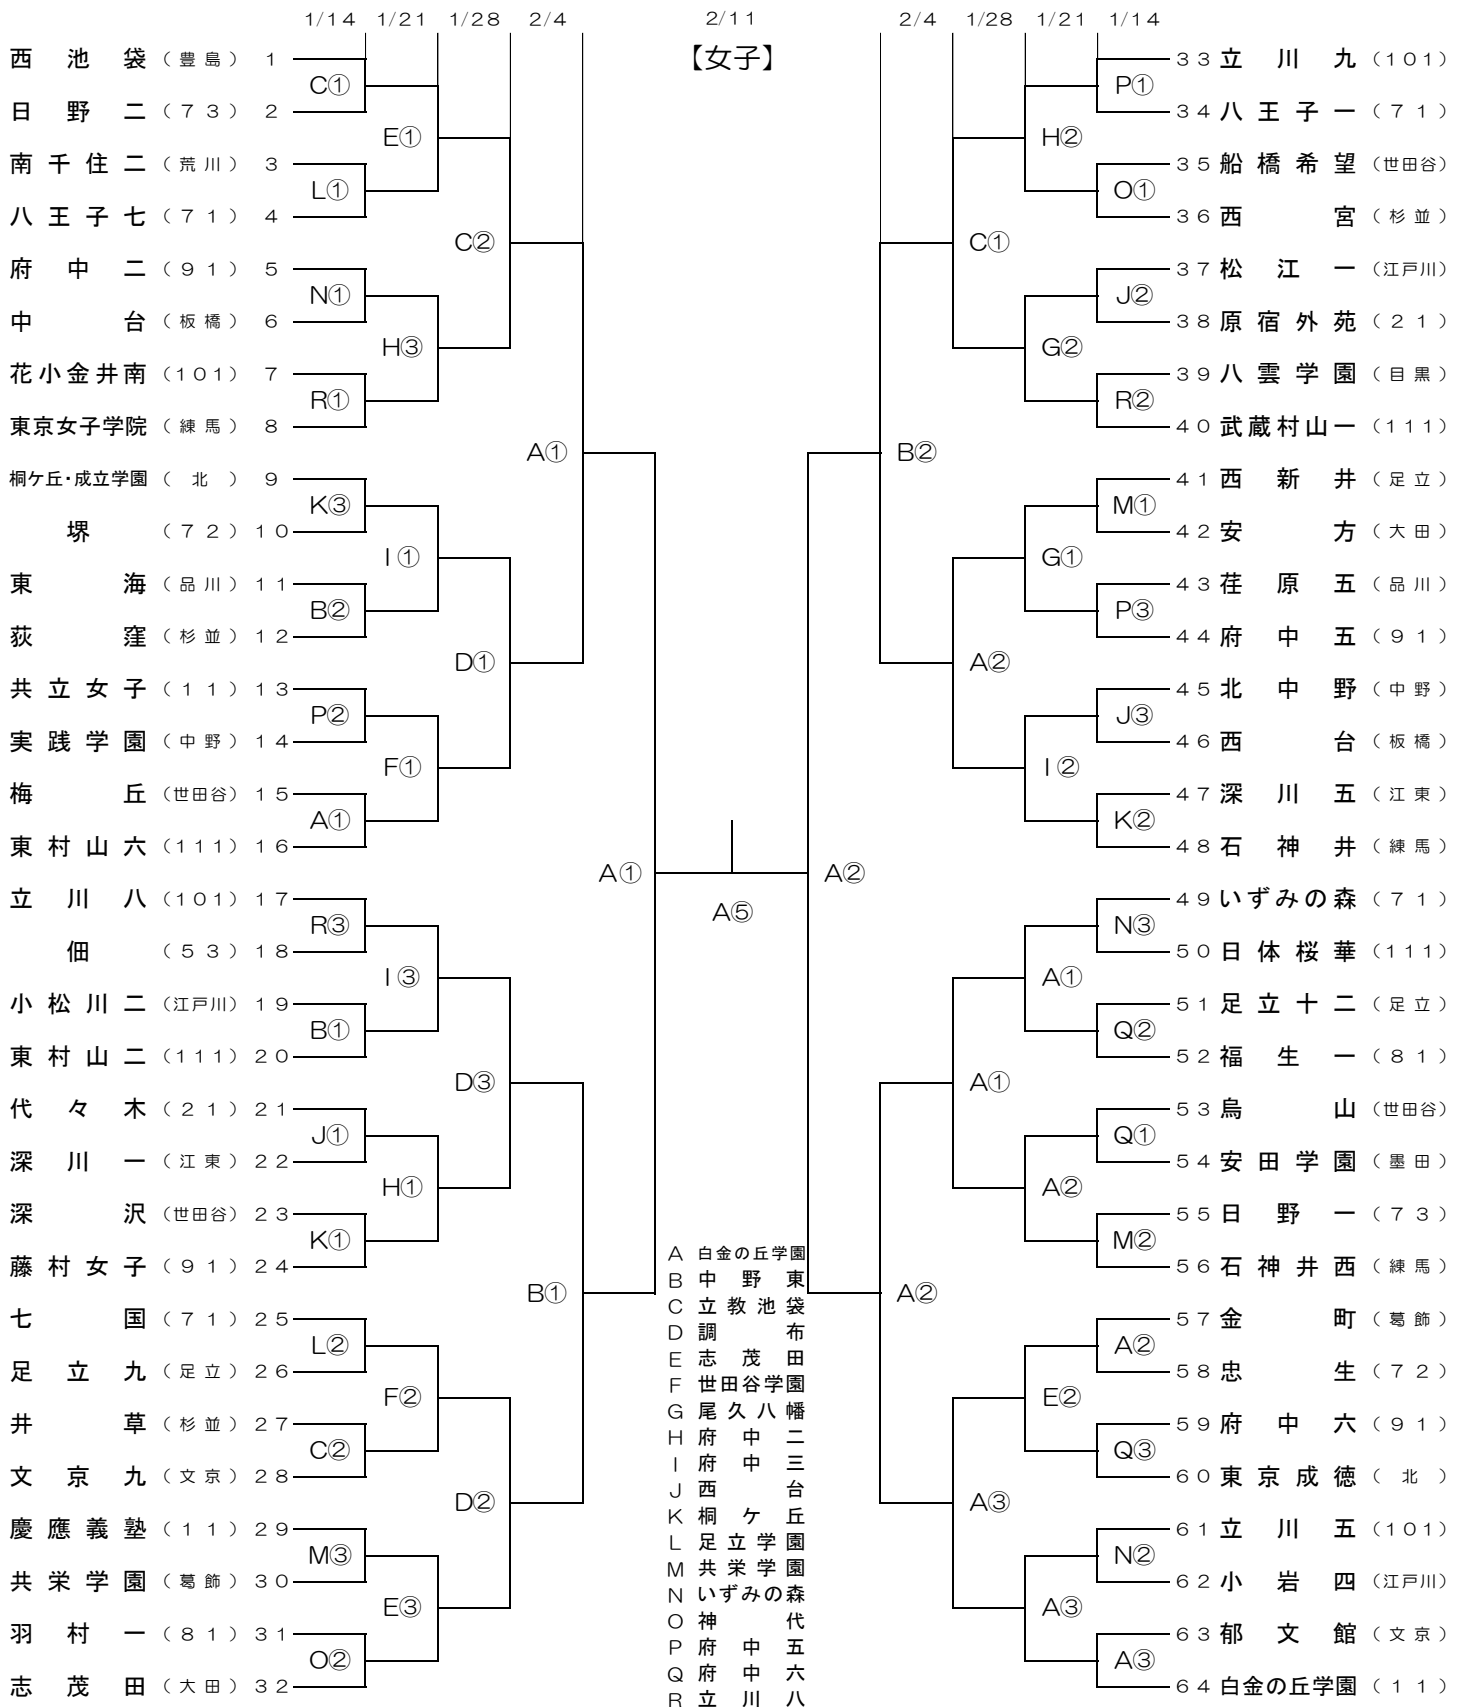 1/14 1/21 1/28 2/4 2/11 2/4 1/28 1/21 1/14
【女子】
西池袋（豊島）1
C①
日野二（73）2
E①
南千住二（荒川）3
L①
八王子七（71）4
C②
府中二（91）5
N①
中台（板橋）6
H③
花小金井南（101）7
R①
東京女子学院（練馬）8
A①
桐ケ丘・成立学園（北）9
K③
堺（72）10
I①
東海（品川）11
B②
荻窪（杉並）12
D①
共立女子（11）13
P②
実践学園（中野）14
F①
梅丘（世田谷）15
A①
東村山六（111）16
A①
立川八（101）17
R③
佃（53）18
I③
小松川二（江戸川）19
B①
東村山二（111）20
D③
代々木（21）21
J①
深川一（江東）22
H①
深沢（世田谷）23
K①
藤村女子（91）24
B①
七国（71）25
L②
足立九（足立）26
F②
井草（杉並）27
C②
文京九（文京）28
D②
慶應義塾（11）29
M③
共栄学園（葛飾）30
E③
羽村一（81）31
O②
志茂田（大田）32
A⑤
A 白金の丘学園
B 中野東
C 立教池袋
D 調布
E 志茂田
F 世田谷学園
G 尾久八幡
H 府中二
I 府中三
J 西台
K 桐ケ丘
L 足立学園
M 共栄学園
N いずみの森
O 神代
P 府中五
Q 府中六
R 立川八
33 立川九（101）
P①
34 八王子一（71）
H②
35 船橋希望（世田谷）
O①
36 西宮（杉並）
C①
37 松江一（江戸川）
J②
38 原宿外苑（21）
G②
39 八雲学園（目黒）
R②
40 武蔵村山一（111）
B②
41 西新井（足立）
M①
42 安方（大田）
G①
43 荏原五（品川）
P③
44 府中五（91）
A②
45 北中野（中野）
J③
46 西台（板橋）
I②
47 深川五（江東）
K②
48 石神井（練馬）
A②
49 いずみの森（71）
N③
50 日体桜華（111）
A①
51 足立十二（足立）
Q②
52 福生一（81）
A①
53 烏山（世田谷）
Q①
54 安田学園（墨田）
A②
55 日野一（73）
M②
56 石神井西（練馬）
A②
57 金町（葛飾）
A②
58 忠生（72）
E②
59 府中六（91）
Q③
60 東京成徳（北）
A③
61 立川五（101）
N②
62 小岩四（江戸川）
A③
63 郁文館（文京）
A③
64 白金の丘学園（11）